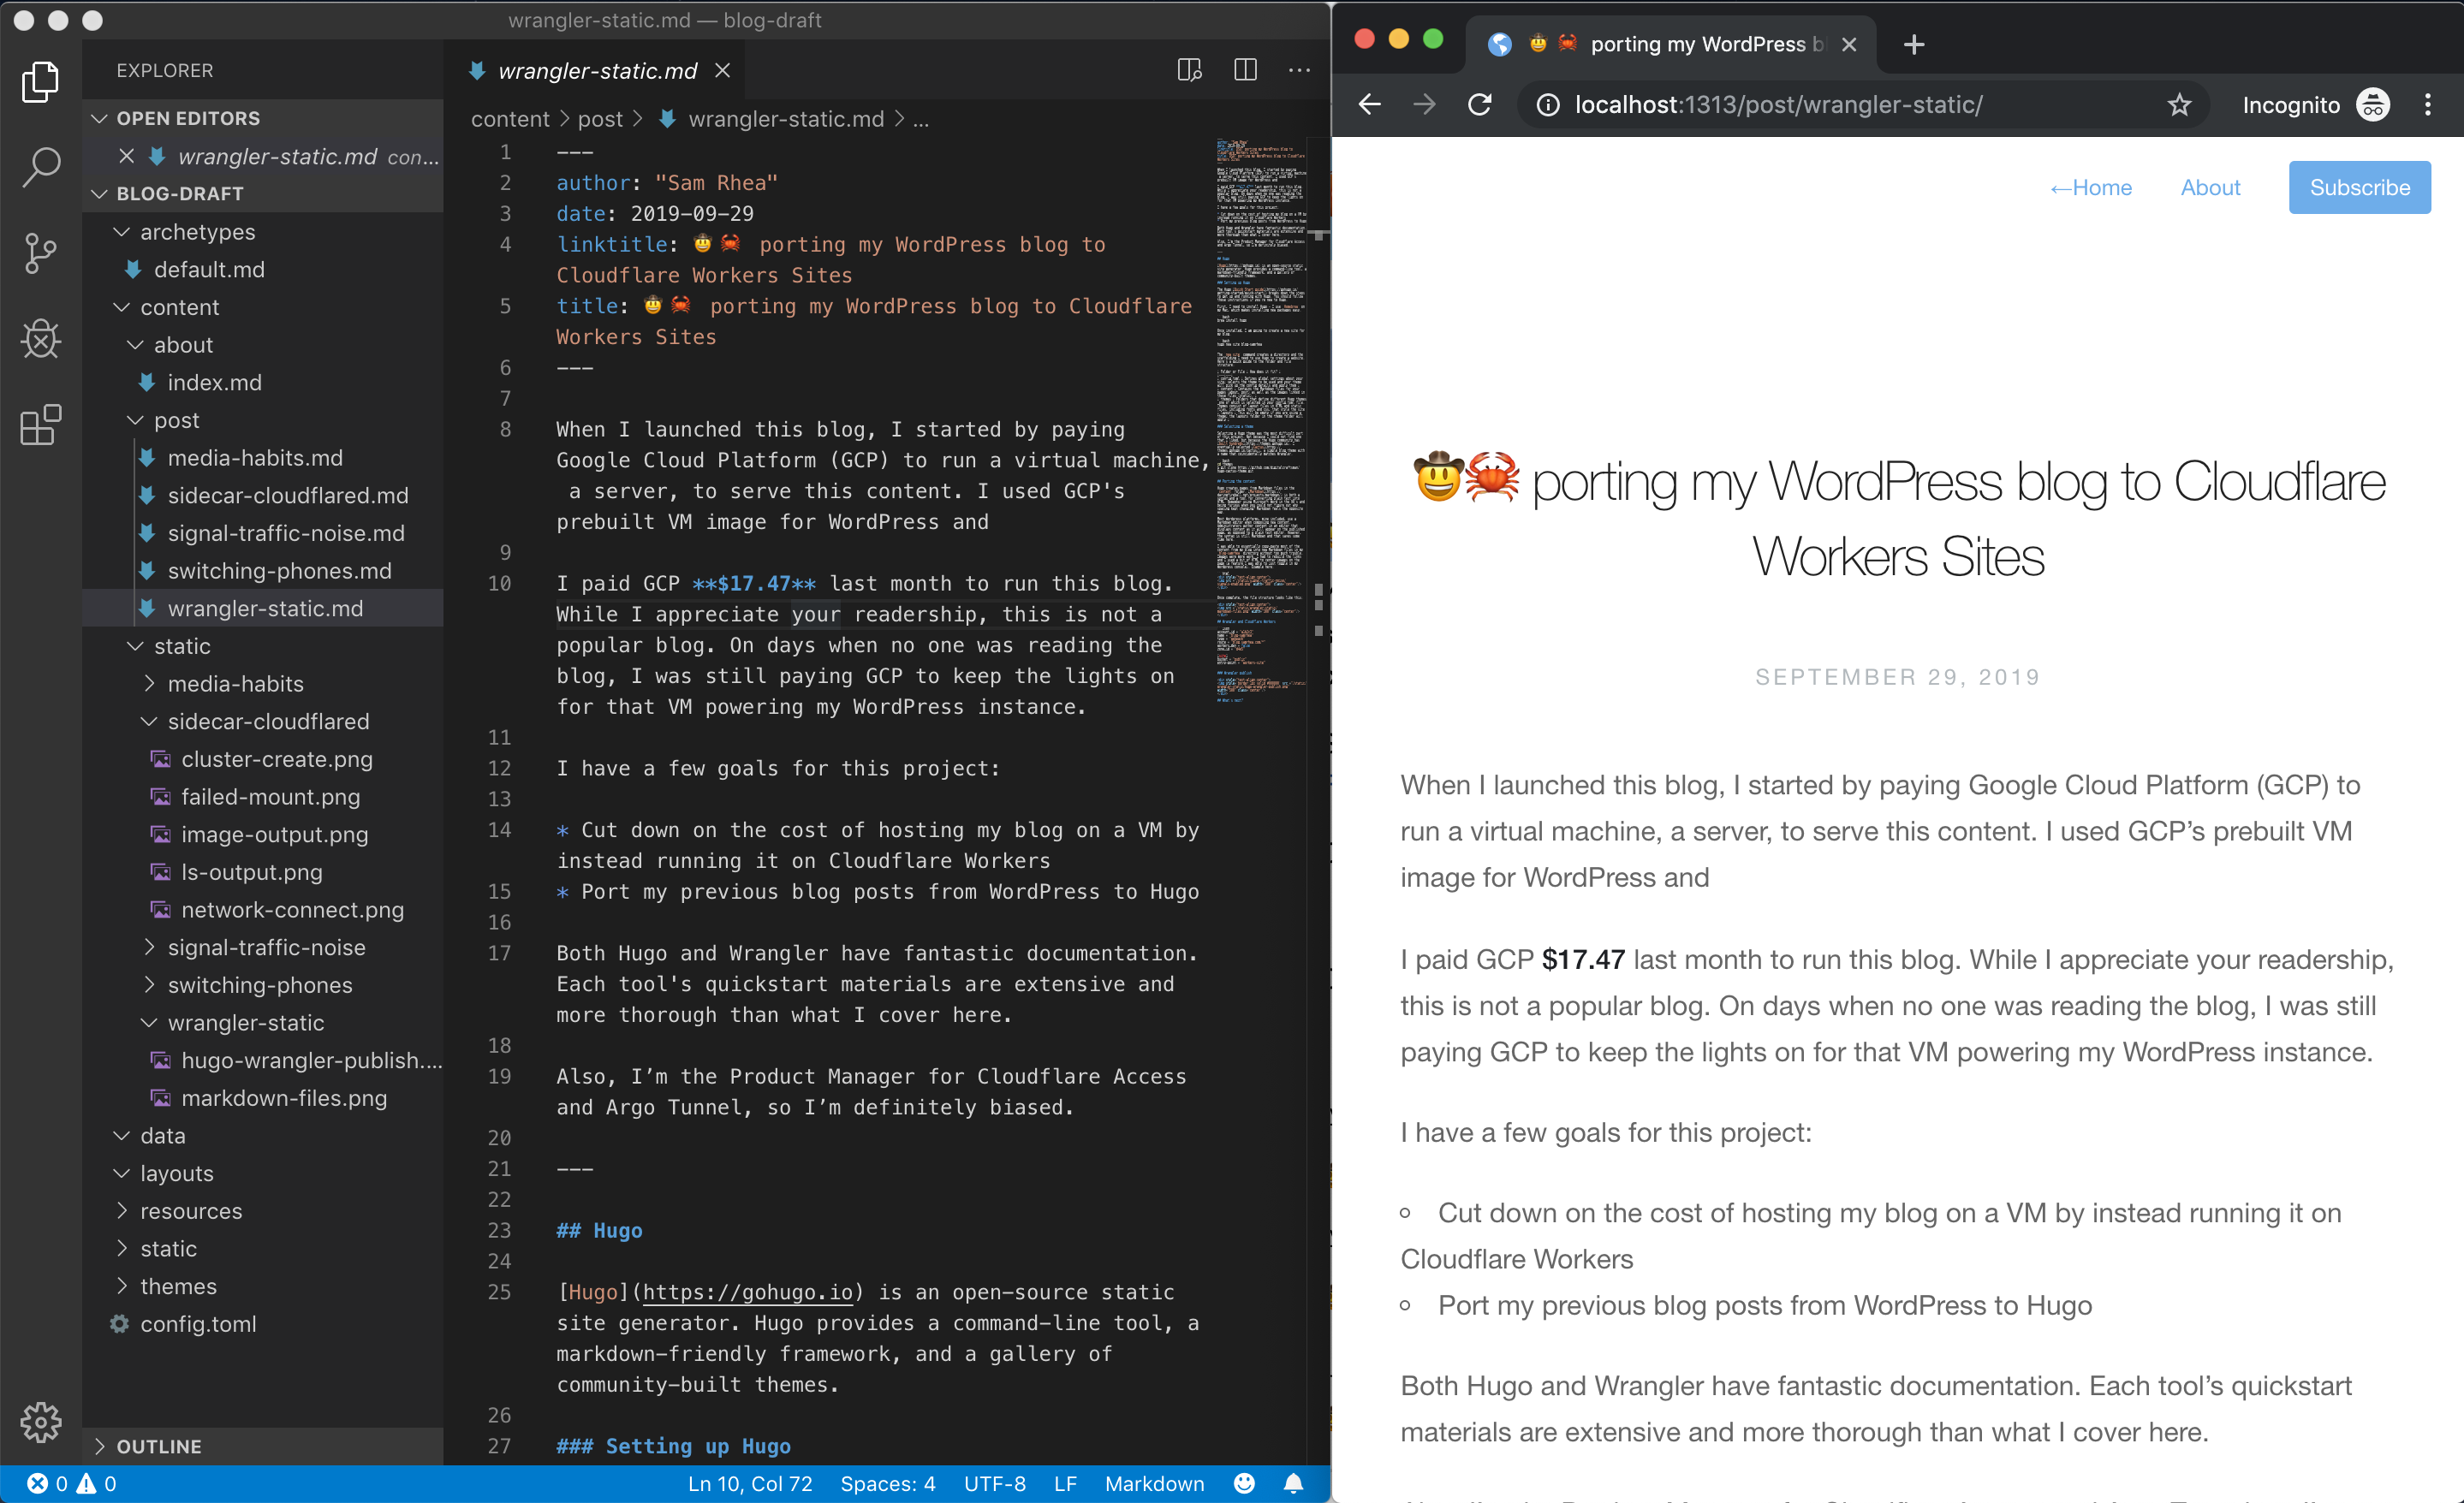 wrangler-static.md — blog-draft
EXPLORER
OPEN EDITORS
wrangler-static.md con...
BLOG-DRAFT
archetypes
default.md
content
about
index.md
post
media-habits.md
sidecar-cloudflared.md
signal-traffic-noise.md
switching-phones.md
wrangler-static.md
static
media-habits
sidecar-cloudflared
cluster-create.png
failed-mount.png
image-output.png
ls-output.png
network-connect.png
signal-traffic-noise
switching-phones
wrangler-static
hugo-wrangler-publish....
markdown-files.png
data
layouts
resources
static
themes
config.toml
OUTLINE
wrangler-static.md
content > post > wrangler-static.md > ...
1 ---
2 author: "Sam Rhea"
3 date: 2019-09-29
4 linktitle: 🤠🦀 porting my WordPress blog to
Cloudflare Workers Sites
5 title: 🤠🦀 porting my WordPress blog to Cloudflare
Workers Sites
6 ---
7
8 When I launched this blog, I started by paying
Google Cloud Platform (GCP) to run a virtual machine,
a server, to serve this content. I used GCP's
prebuilt VM image for WordPress and
9
10 I paid GCP **$17.47** last month to run this blog.
While I appreciate your readership, this is not a
popular blog. On days when no one was reading the
blog, I was still paying GCP to keep the lights on
for that VM powering my WordPress instance.
11
12 I have a few goals for this project:
13
14 * Cut down on the cost of hosting my blog on a VM by
instead running it on Cloudflare Workers
15 * Port my previous blog posts from WordPress to Hugo
16
17 Both Hugo and Wrangler have fantastic documentation.
Each tool's quickstart materials are extensive and
more thorough than what I cover here.
18
19 Also, I’m the Product Manager for Cloudflare Access
and Argo Tunnel, so I’m definitely biased.
20
21 ---
22
23 ## Hugo
24
25 [Hugo](https://gohugo.io) is an open-source static
site generator. Hugo provides a command-line tool, a
markdown-friendly framework, and a gallery of
community-built themes.
26
27 ### Setting up Hugo
0 0 Ln 10, Col 72 Spaces: 4 UTF-8 LF Markdown
🤠🦀 porting my WordPress b
localhost:1313/post/wrangler-static/ Incognito
←Home About Subscribe
🤠🦀 porting my WordPress blog to Cloudflare
Workers Sites
SEPTEMBER 29, 2019
When I launched this blog, I started by paying Google Cloud Platform (GCP) to
run a virtual machine, a server, to serve this content. I used GCP’s prebuilt VM
image for WordPress and
I paid GCP $17.47 last month to run this blog. While I appreciate your readership,
this is not a popular blog. On days when no one was reading the blog, I was still
paying GCP to keep the lights on for that VM powering my WordPress instance.
I have a few goals for this project:
Cut down on the cost of hosting my blog on a VM by instead running it on
Cloudflare Workers
Port my previous blog posts from WordPress to Hugo
Both Hugo and Wrangler have fantastic documentation. Each tool’s quickstart
materials are extensive and more thorough than what I cover here.